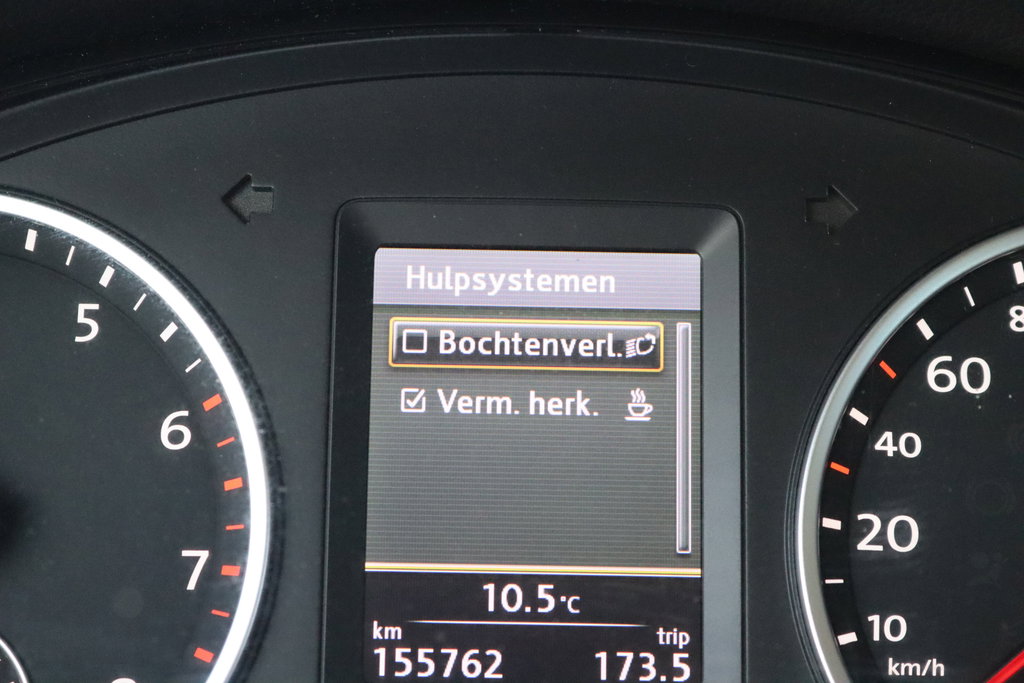 Hulpsystemen
Bochtenverl.
Verm. herk.
10.5°C
km
trip
155762
173.5
5
6
7
60
40
20
10
km/h